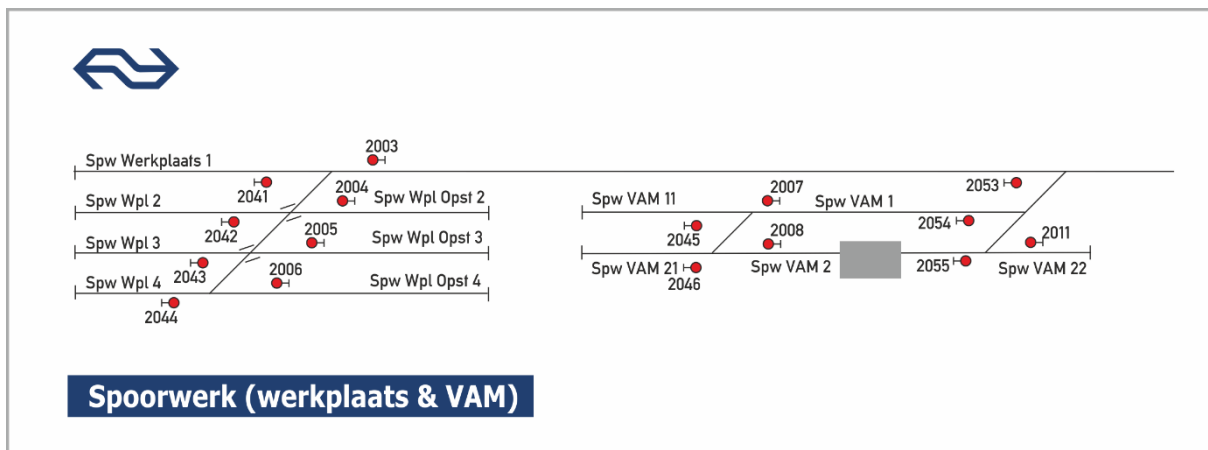 2003
Spw Werkplaats 1
2041
2004
2007
2053
Spw Wpl 2
Spw Wpl Opst 2
Spw VAM 11
Spw VAM 1
2042
2005
2045
2008
2054
2011
Spw Wpl 3
Spw Wpl Opst 3
2043
2006
Spw VAM 21
2046
Spw VAM 2
2055
Spw VAM 22
Spw Wpl 4
Spw Wpl Opst 4
2044
Spoorwerk (werkplaats & VAM)